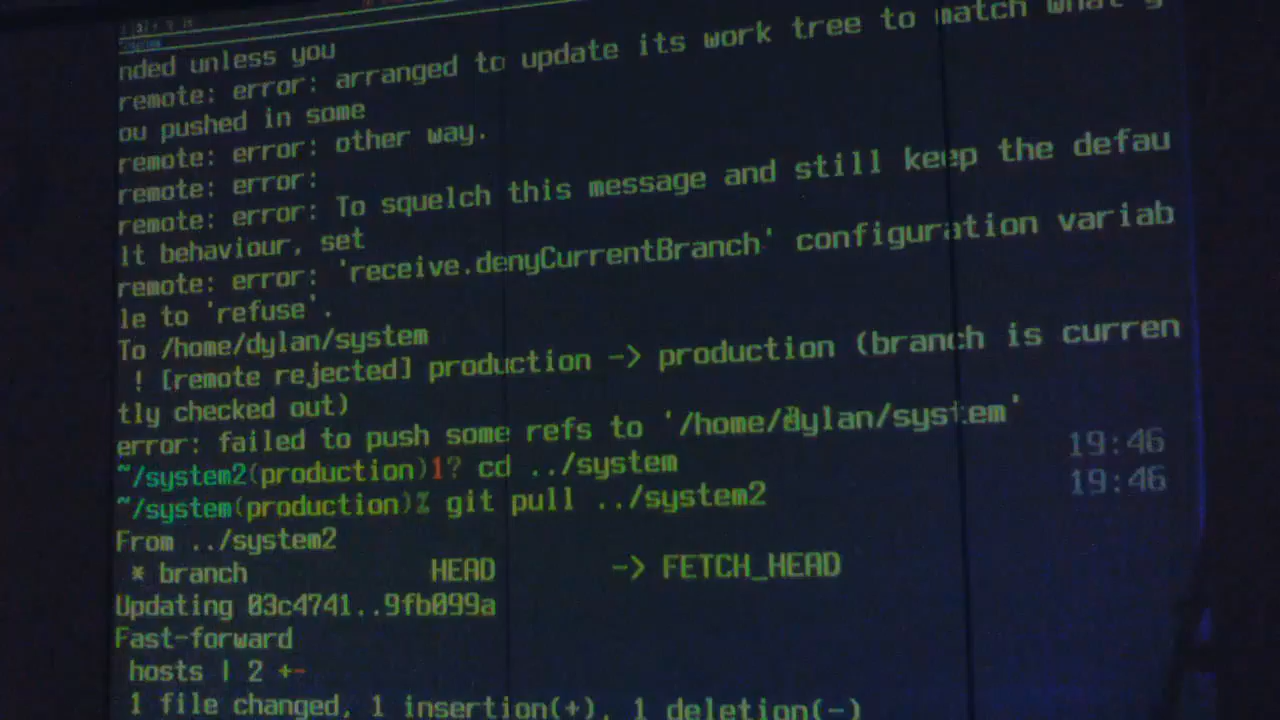 nded unless you
remote: error: arranged to update its work tree to match what y
ou pushed in some
remote: error: other way.
remote: error:
remote: error: To squelch this message and still keep the defau
lt behaviour, set
remote: error: 'receive.denyCurrentBranch' configuration variab
le to 'refuse'.
To /home/dylan/system
! [remote rejected] production -> production (branch is curren
tly checked out)
error: failed to push some refs to '/home/dylan/system'
~/system2(production)1? cd ../system 19:46
~/system(production)% git pull ../system2 19:46
From ../system2
* branch HEAD -> FETCH_HEAD
Updating 03c4741..9fb099a
Fast-forward
hosts | 2 +-
1 file changed, 1 insertion(+), 1 deletion(-)